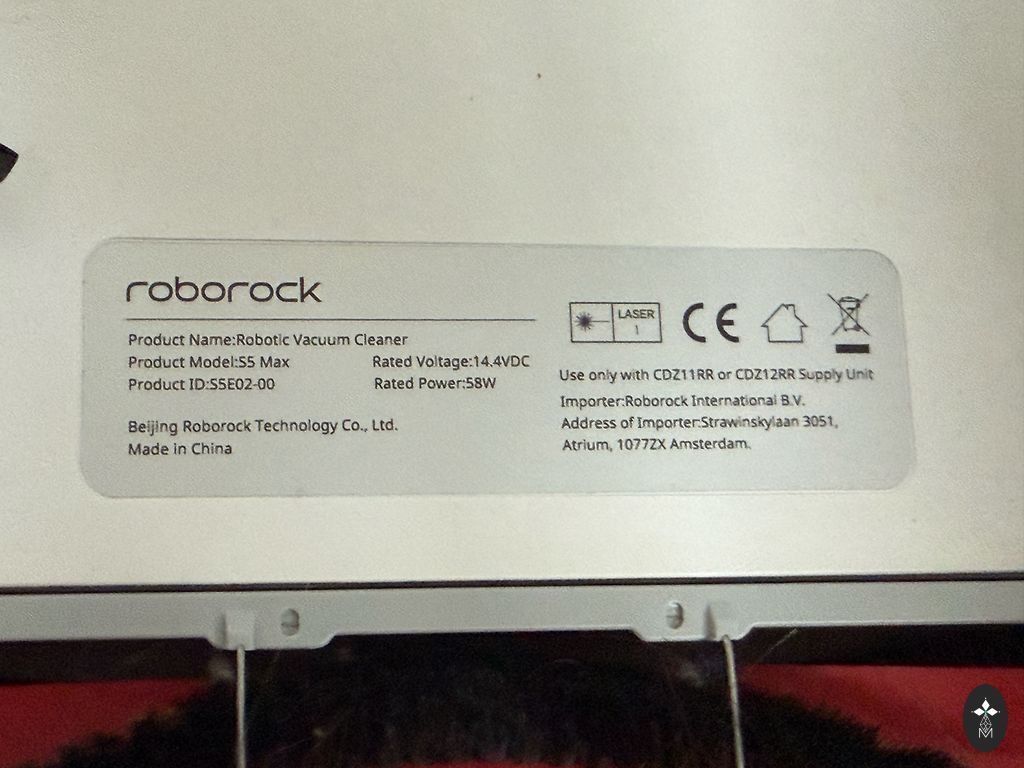 roborock
Product Name:Robotic Vacuum Cleaner
Product Model:S5 Max
Rated Voltage:14.4VDC
Product ID:S5E02-00
Rated Power:58W
Beijing Roborock Technology Co., Ltd.
Made in China
LASER
1
CE
Use only with CDZ11RR or CDZ12RR Supply Unit
Importer:Roborock International B.V.
Address of Importer:Strawinskylaan 3051,
Atrium, 1077ZX Amsterdam.
M